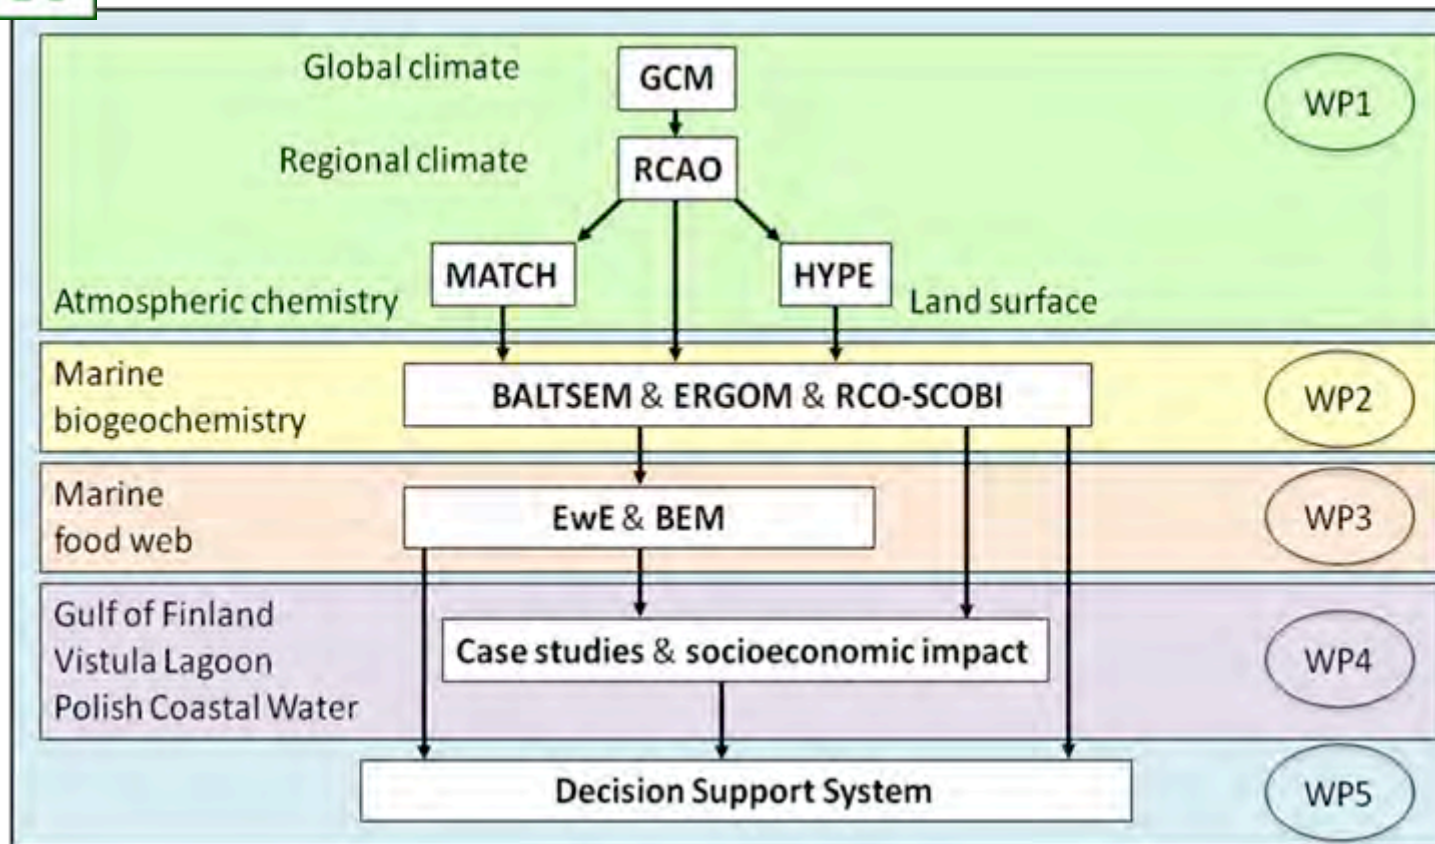 Global climate
GCM
WP1
Regional climate
RCAO
MATCH
HYPE
Atmospheric chemistry
Land surface
Marine
biogeochemistry
BALTSEM & ERGOM & RCO-SCOBI
WP2
Marine
food web
EwE & BEM
WP3
Gulf of Finland
Vistula Lagoon
Polish Coastal Water
Case studies & socioeconomic impact
WP4
Decision Support System
WP5